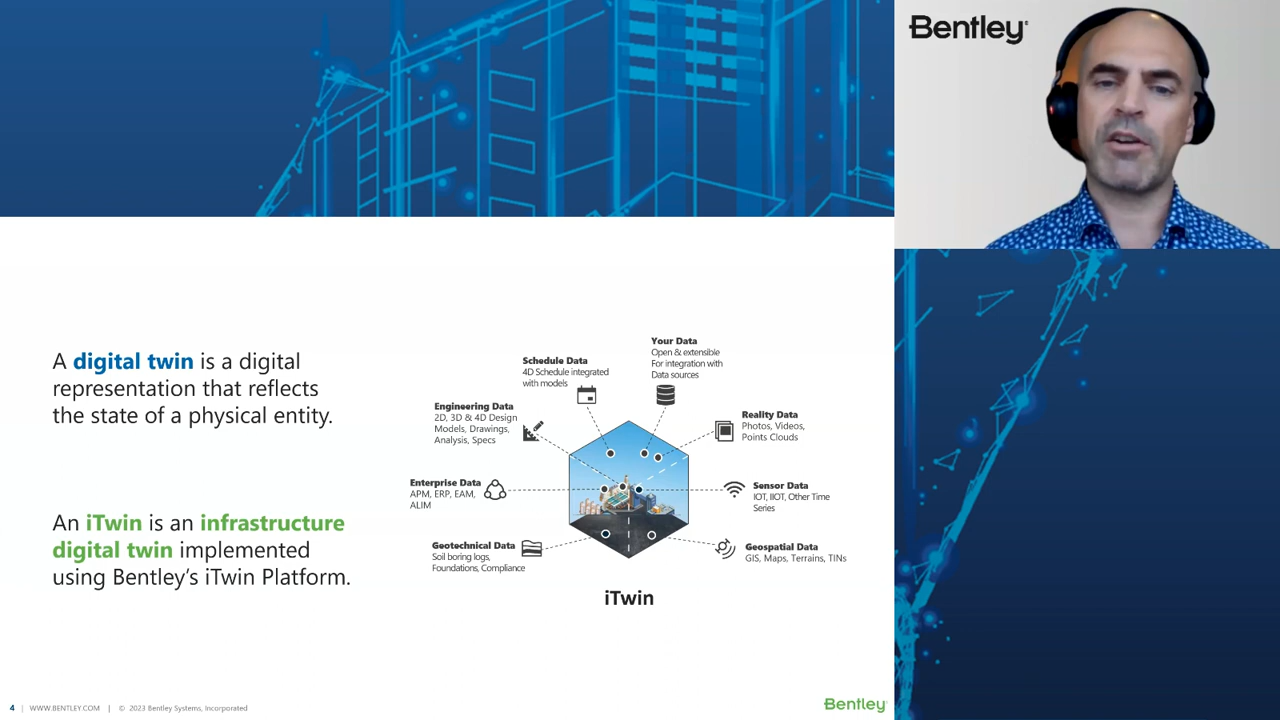 Bentley
A digital twin is a digital
representation that reflects
the state of a physical entity.
An iTwin is an infrastructure
digital twin implemented
using Bentley's iTwin Platform.
Your Data
Open & extensible
For integration with
Data sources
Schedule Data
4D Schedule integrated
with models
Engineering Data
2D, 3D & 4D Design
Models, Drawings,
Analysis, Specs
Reality Data
Photos, Videos,
Points Clouds
Enterprise Data
APM, ERP, EAM,
ALIM
Sensor Data
IOT, IIOT, Other Time
Series
Geotechnical Data
Soil boring logs,
Foundations, Compliance
Geospatial Data
GIS, Maps, Terrains, TINs
iTwin
4 | WWW.BENTLEY.COM | © 2023 Bentley Systems, Incorporated
Bentley